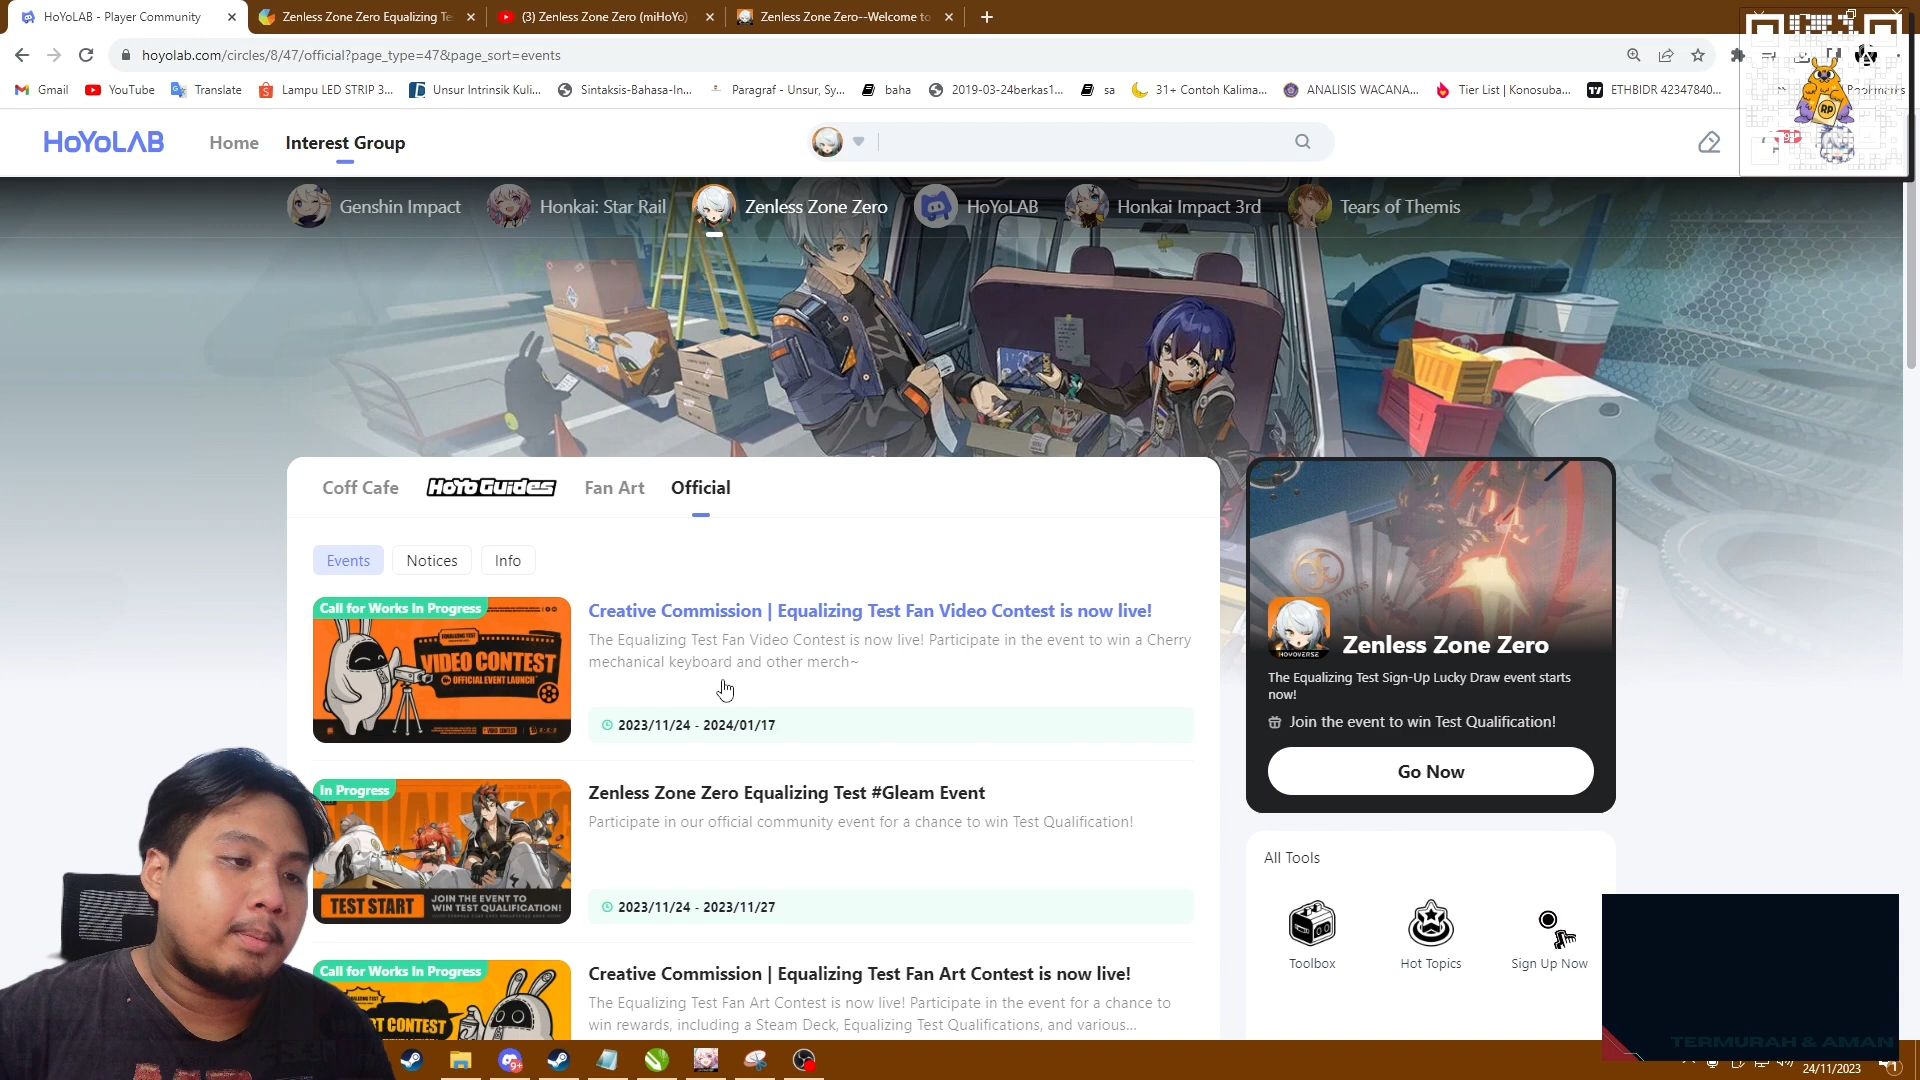 HoYoLAB - Player Community
Zenless Zone Zero Equalizing Te
(3) Zenless Zone Zero (miHoYo)
Zenless Zone Zero--Welcome to
hoyolab.com/circles/8/47/official?page_type=47&page_sort=events
Gmail
YouTube
Translate
Lampu LED STRIP 3...
Unsur Intrinsik Kuli...
Sintaksis-Bahasa-In...
Paragraf - Unsur, Sy...
baha
2019-03-24berkas1...
sa
31+ Contoh Kalima...
ANALISIS WACANA...
Tier List | Konosuba...
ETHBIDR 42347840...
RP
HoYoLAB
Home
Interest Group
Genshin Impact
Honkai: Star Rail
Zenless Zone Zero
HoYoLAB
Honkai Impact 3rd
Tears of Themis
Coff Cafe
HoYo Guides
Fan Art
Official
Events
Notices
Info
Call for Works In Progress
VIDEO CONTEST
OFFICIAL EVENT LAUNCH
Creative Commission | Equalizing Test Fan Video Contest is now live!
The Equalizing Test Fan Video Contest is now live! Participate in the event to win a Cherry
mechanical keyboard and other merch~
2023/11/24 - 2024/01/17
In Progress
TEST START
JOIN THE EVENT TO
WIN TEST QUALIFICATION!
Zenless Zone Zero Equalizing Test #Gleam Event
Participate in our official community event for a chance to win Test Qualification!
2023/11/24 - 2023/11/27
Call for Works In Progress
T CONTEST
Creative Commission | Equalizing Test Fan Art Contest is now live!
The Equalizing Test Fan Art Contest is now live! Participate in the event for a chance to
win rewards, including a Steam Deck, Equalizing Test Qualifications, and various...
HOYOVERSE
Zenless Zone Zero
The Equalizing Test Sign-Up Lucky Draw event starts
now!
Join the event to win Test Qualification!
Go Now
All Tools
Toolbox
Hot Topics
Sign Up Now
TERMURAH & AMAN
24/11/2023